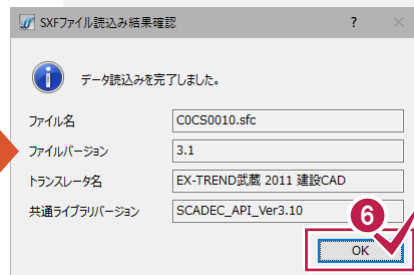 SXFファイル読込み結果確認 ?
データ読込みを完了しました。
ファイル名 C0CS0010.sfc
ファイルバージョン 3.1
トランスレータ名 EX-TREND武蔵 2011 建設CAD
共通ライブラリバージョン SCADEC_API_Ver3.10
6
OK